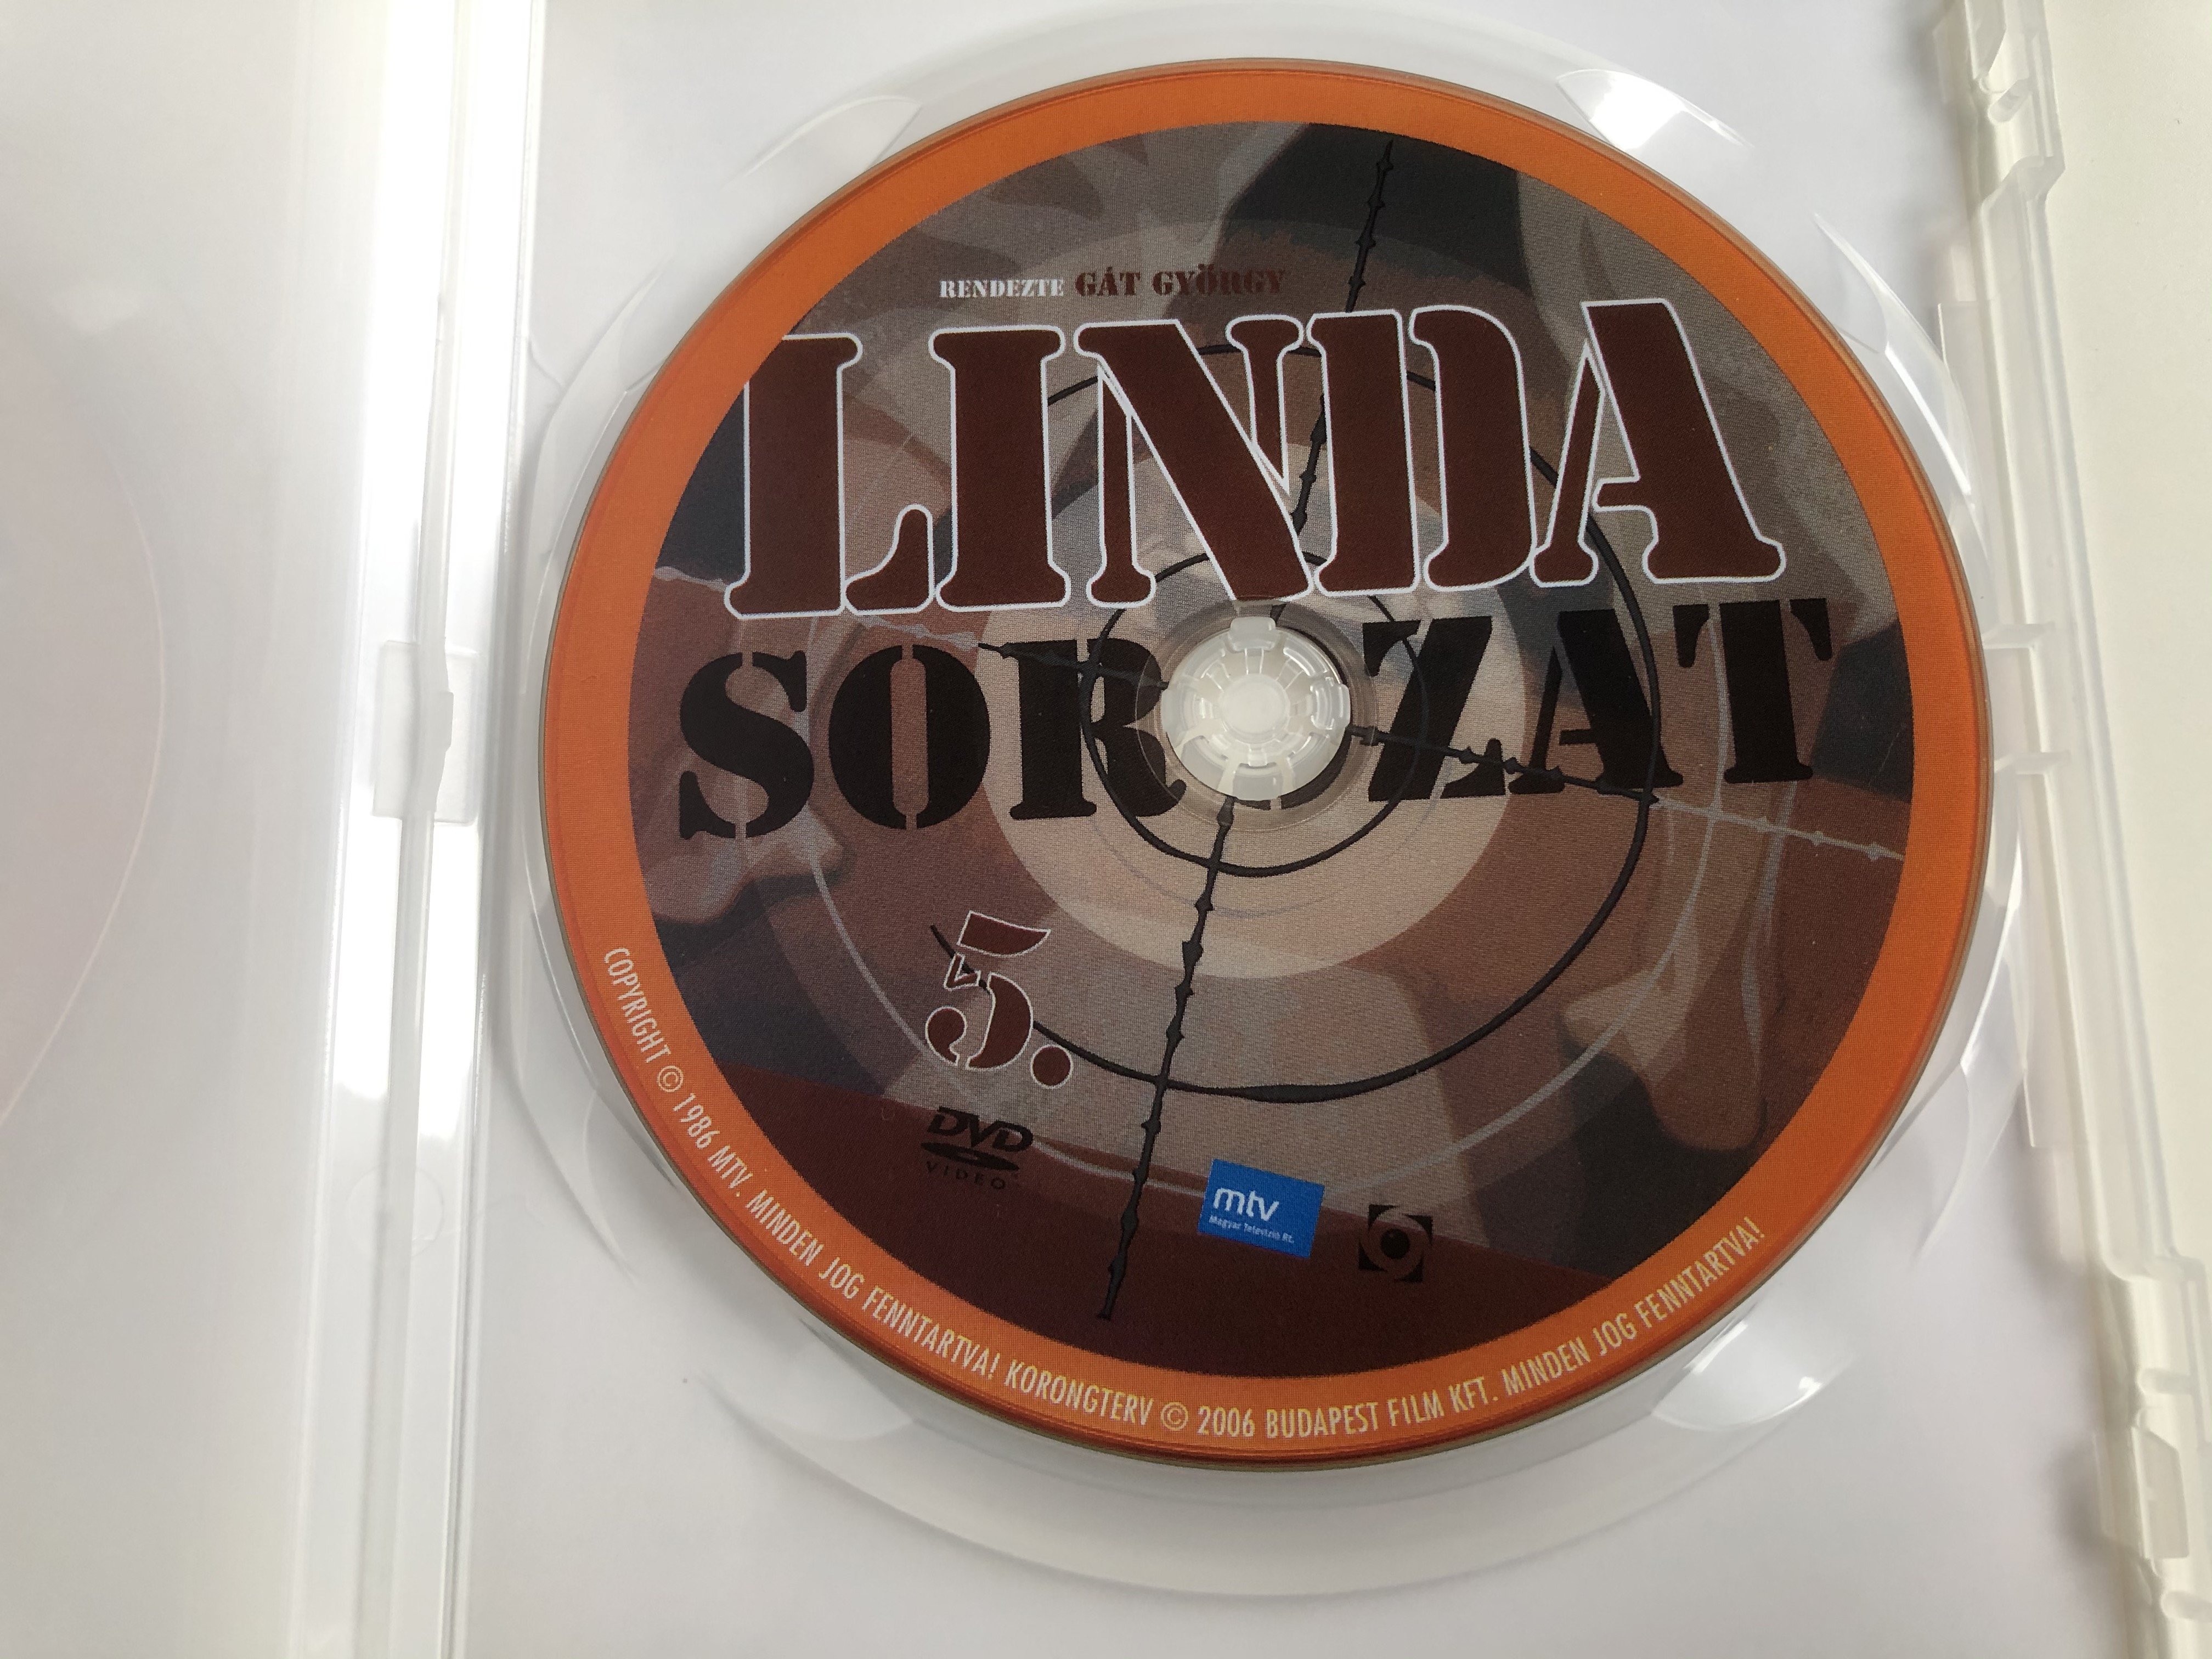 RENDEZTE GÁT GYÖRGY
LINDA
SOROZAT
5.
DVD
VIDEO
mtv
Magyar Televízió Rt.
COPYRIGHT © 1986 MTV. MINDEN JOG FENNTARTVA! KORONGTERV © 2006 BUDAPEST FILM KFT. MINDEN JOG FENNTARTVA!